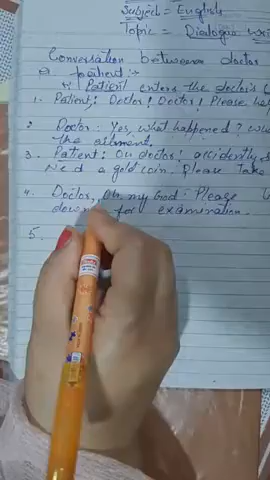 Subject = English
Topic = Dialogue
Conversation between doctor
patient :-
* Patient enters the doctor's
1. Patient; Doctor! Doctor! Please
2. Doctor: Yes, what happened?
the ailment.
3. Patient: Ou doctor! accidently
Need a gold coin. Please Take
4. Doctor, Oh my God! Please
down for examination.
5.